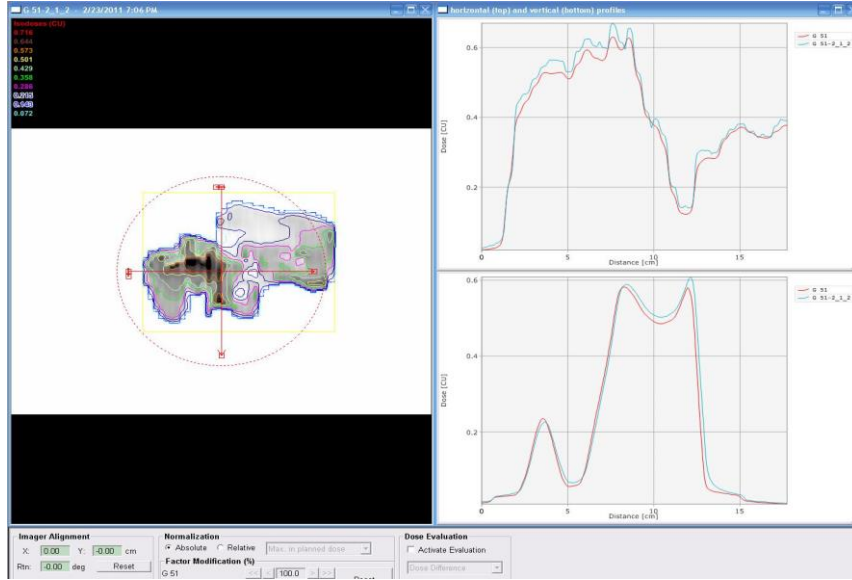 G 51-2_1_2 - 2/23/2011 7:06 PM
Isodoses (CU)
0.716
0.644
0.573
0.501
0.429
0.358
0.286
0.215
0.143
0.072
horizontal (top) and vertical (bottom) profiles
G 51
G 51-2_1_2
Dose [CU]
0.6
0.4
0.2
0
5
10
15
Distance [cm]
G 51
G 51-2_1_2
Dose [CU]
0.6
0.4
0.2
0
5
10
15
Distance [cm]
Imager Alignment
X: 0.00 Y: -0.00 cm
Rtn: -0.00 deg Reset
Normalization
Absolute Relative Max. in planned dose
Factor Modification (%)
G 51 << < 100.0 > >> Reset
Dose Evaluation
Activate Evaluation
Dose Difference